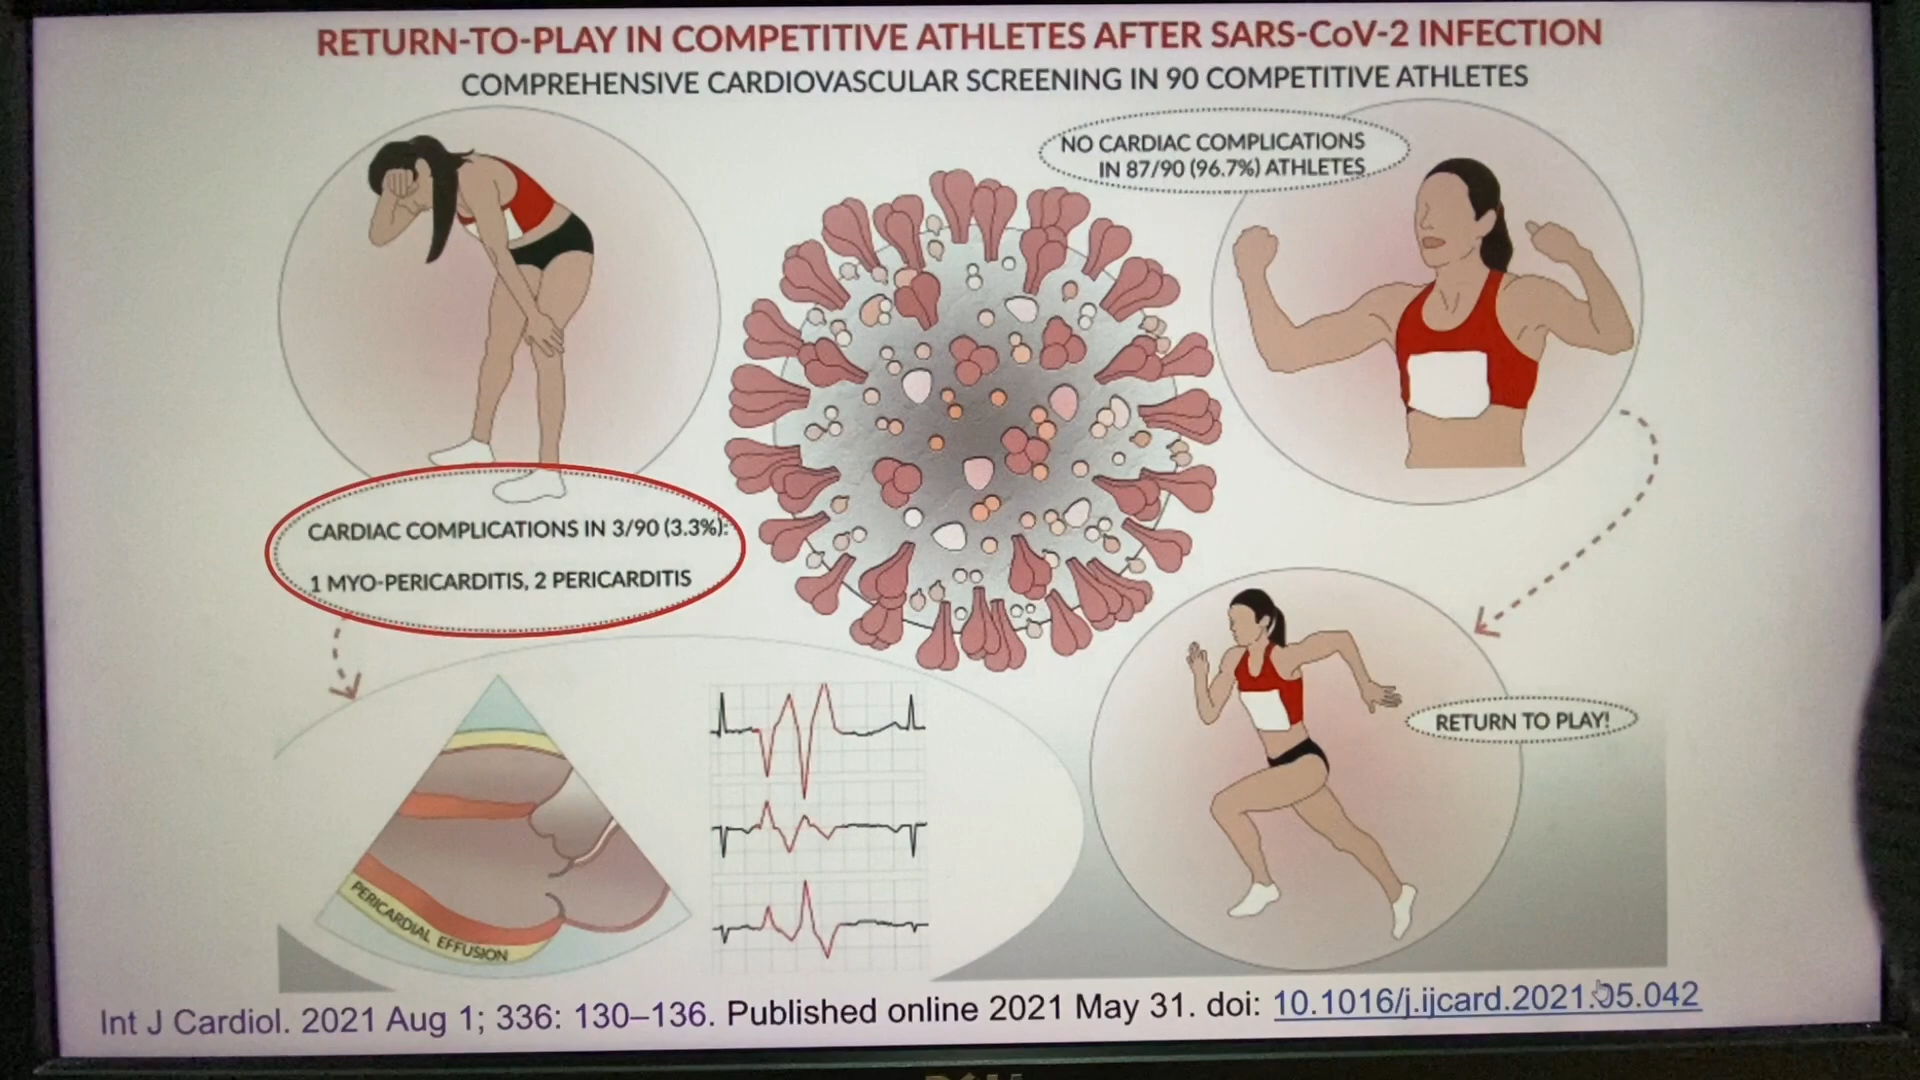 RETURN-TO-PLAY IN COMPETITIVE ATHLETES AFTER SARS-CoV-2 INFECTION
COMPREHENSIVE CARDIOVASCULAR SCREENING IN 90 COMPETITIVE ATHLETES
NO CARDIAC COMPLICATIONS
IN 87/90 (96.7%) ATHLETES
CARDIAC COMPLICATIONS IN 3/90 (3.3%):
1 MYO-PERICARDITIS, 2 PERICARDITIS
RETURN TO PLAY!
PERICARDIAL EFFUSION
Int J Cardiol. 2021 Aug 1; 336: 130–136. Published online 2021 May 31. doi: 10.1016/j.ijcard.2021.05.042